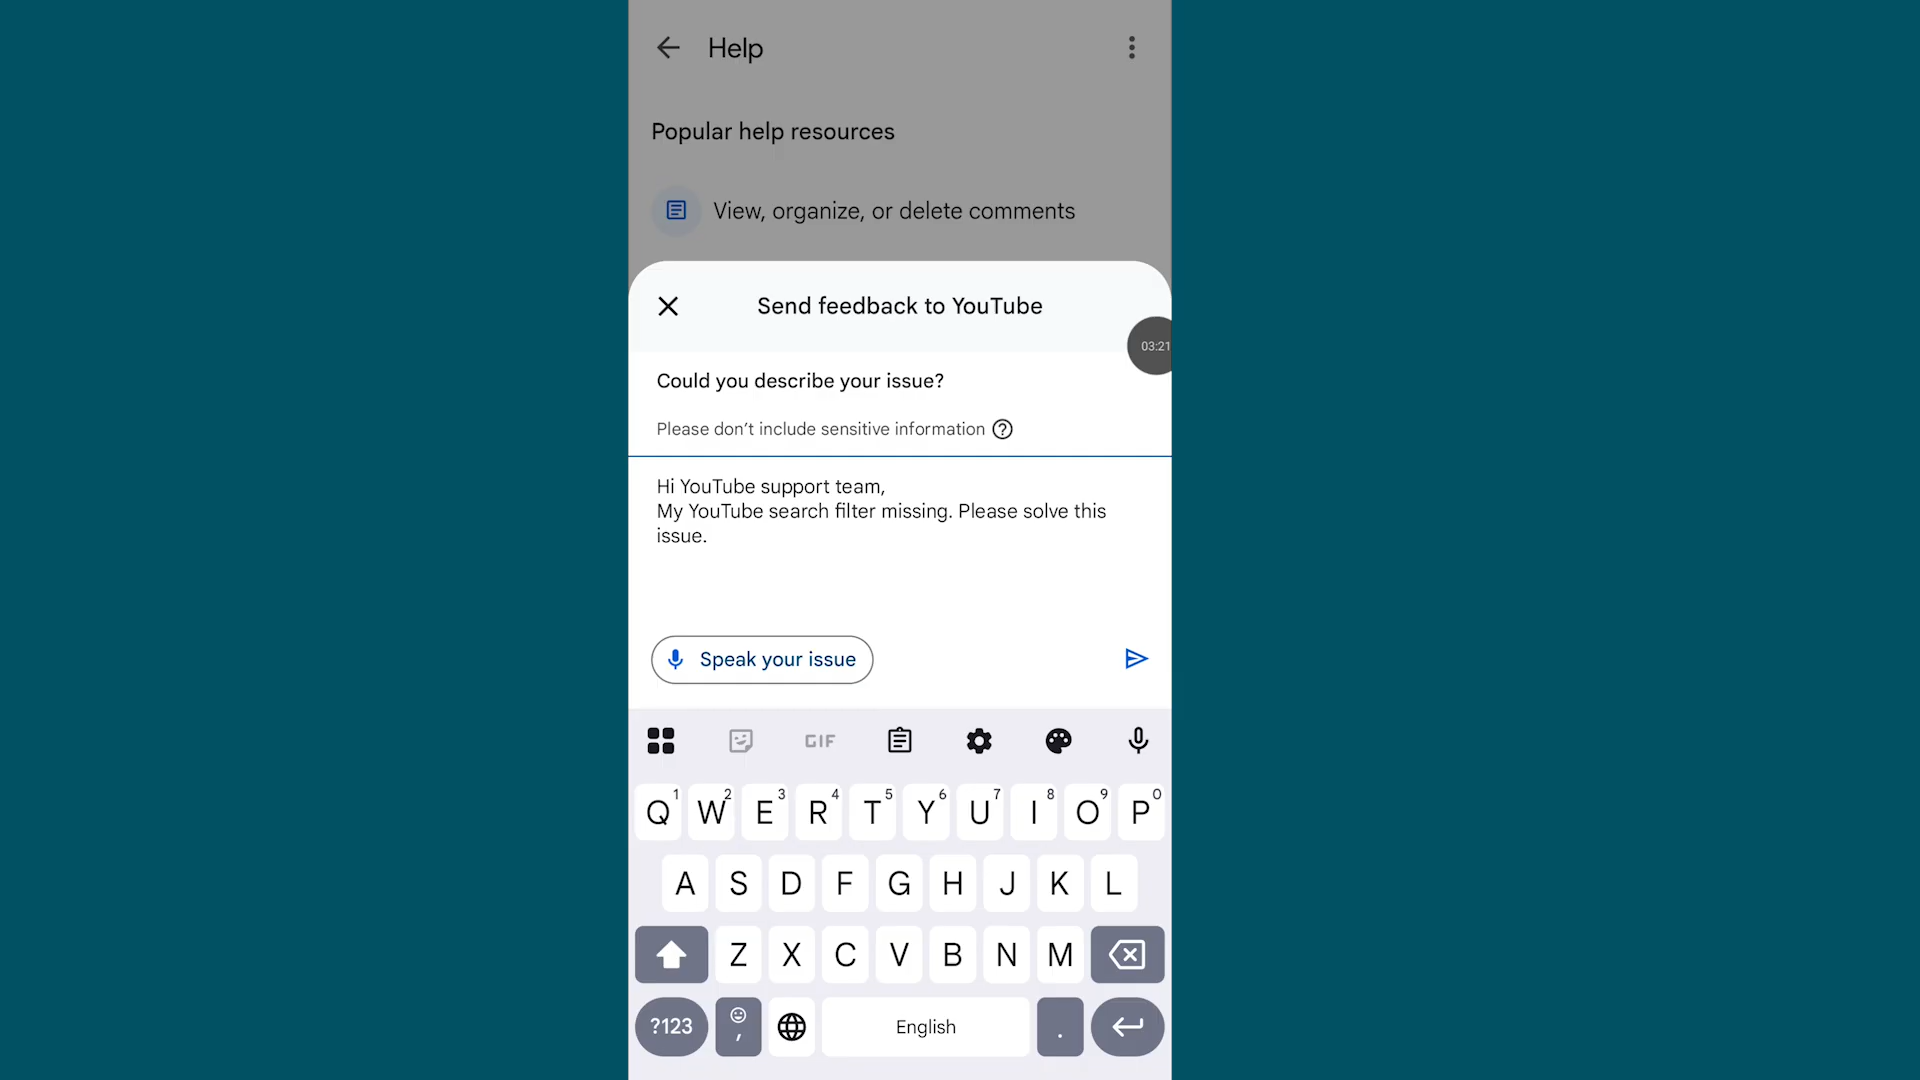 Help
Popular help resources
View, organize, or delete comments
Send feedback to YouTube
03:21
Could you describe your issue?
Please don't include sensitive information
Hi YouTube support team,
My YouTube search filter missing. Please solve this
issue.
Speak your issue
GIF
Q1 W2 E3 R4 T5 Y6 U7 I8 O9 P0
A S D F G H J K L
Z X C V B N M
?123 , English .